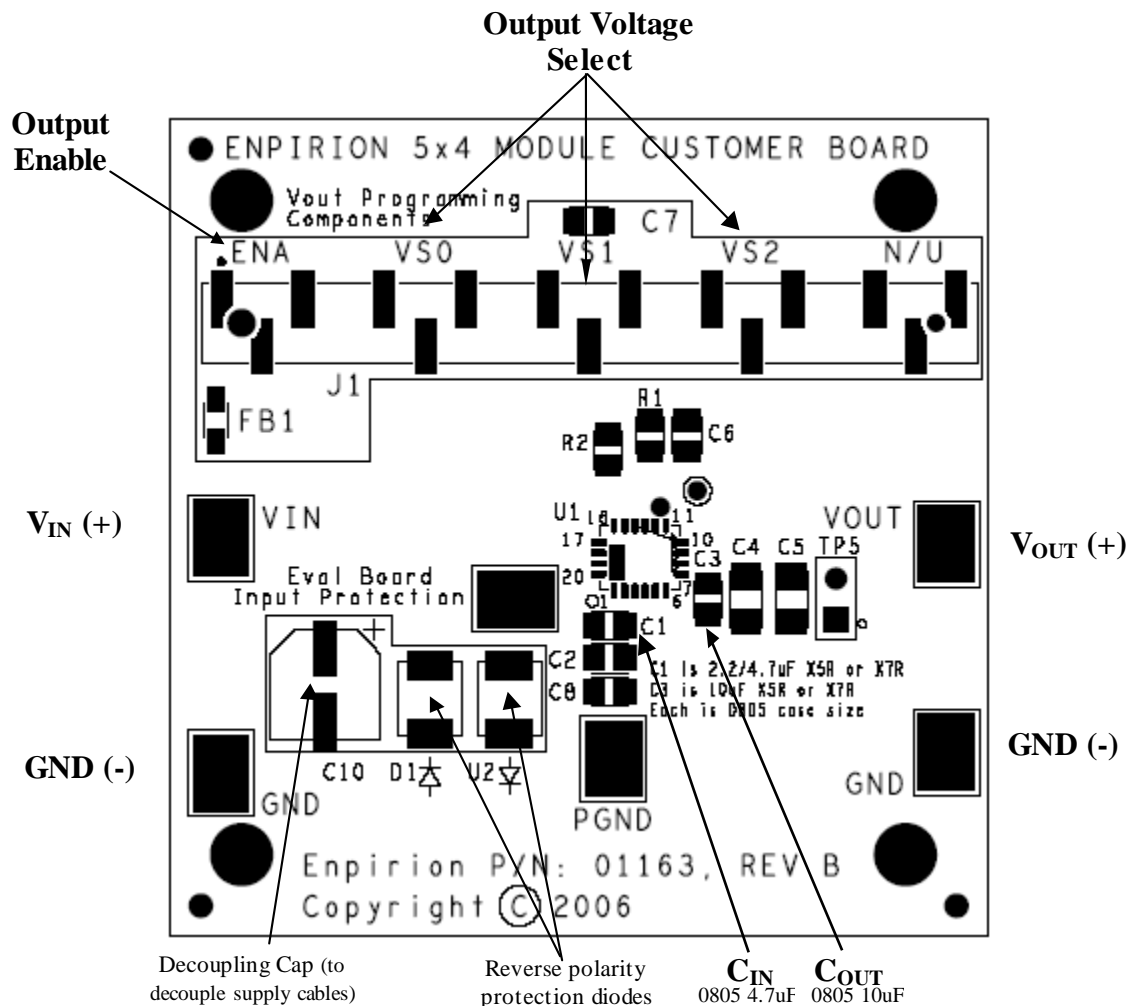 Output Voltage
Select
Output
Enable
ENPIRION 5x4 MODULE CUSTOMER BOARD
Vout Programming
Components
C7
ENA VS0 VS1 VS2 N/U
J1
FB1
R1
R2 C6
VIN (+)
VIN
U1 18 11
17 10
20 7
1 6
C3 C4 C5 TP5
VOUT
VOUT (+)
Eval Board
Input Protection
+
C1
C2
C8
C1 is 2.2/4.7uF X5R or X7R
C3 is 10uF X5R or X7R
Each is 0805 case size
GND (-)
GND
C10 D1 U2
PGND
GND
GND (-)
Enpirion P/N: 01163, REV B
Copyright © 2006
Decoupling Cap (to
decouple supply cables)
Reverse polarity
protection diodes
CIN
0805 4.7uF
COUT
0805 10uF